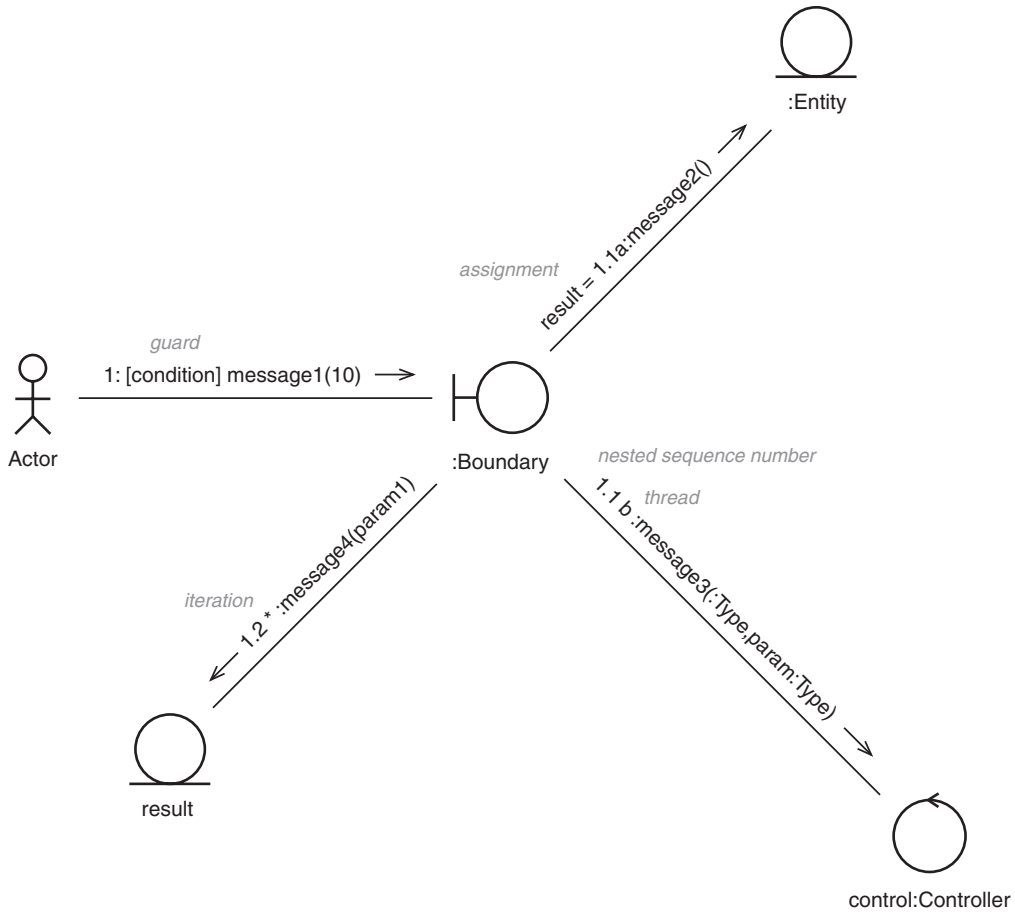 :Entity
result = 1.1a:message2()
assignment
guard
1: [condition] message1(10)
Actor
:Boundary
nested sequence number
1.1 b :message3(:Type,param:Type)
thread
1.2 * :message4(param1)
iteration
result
control:Controller